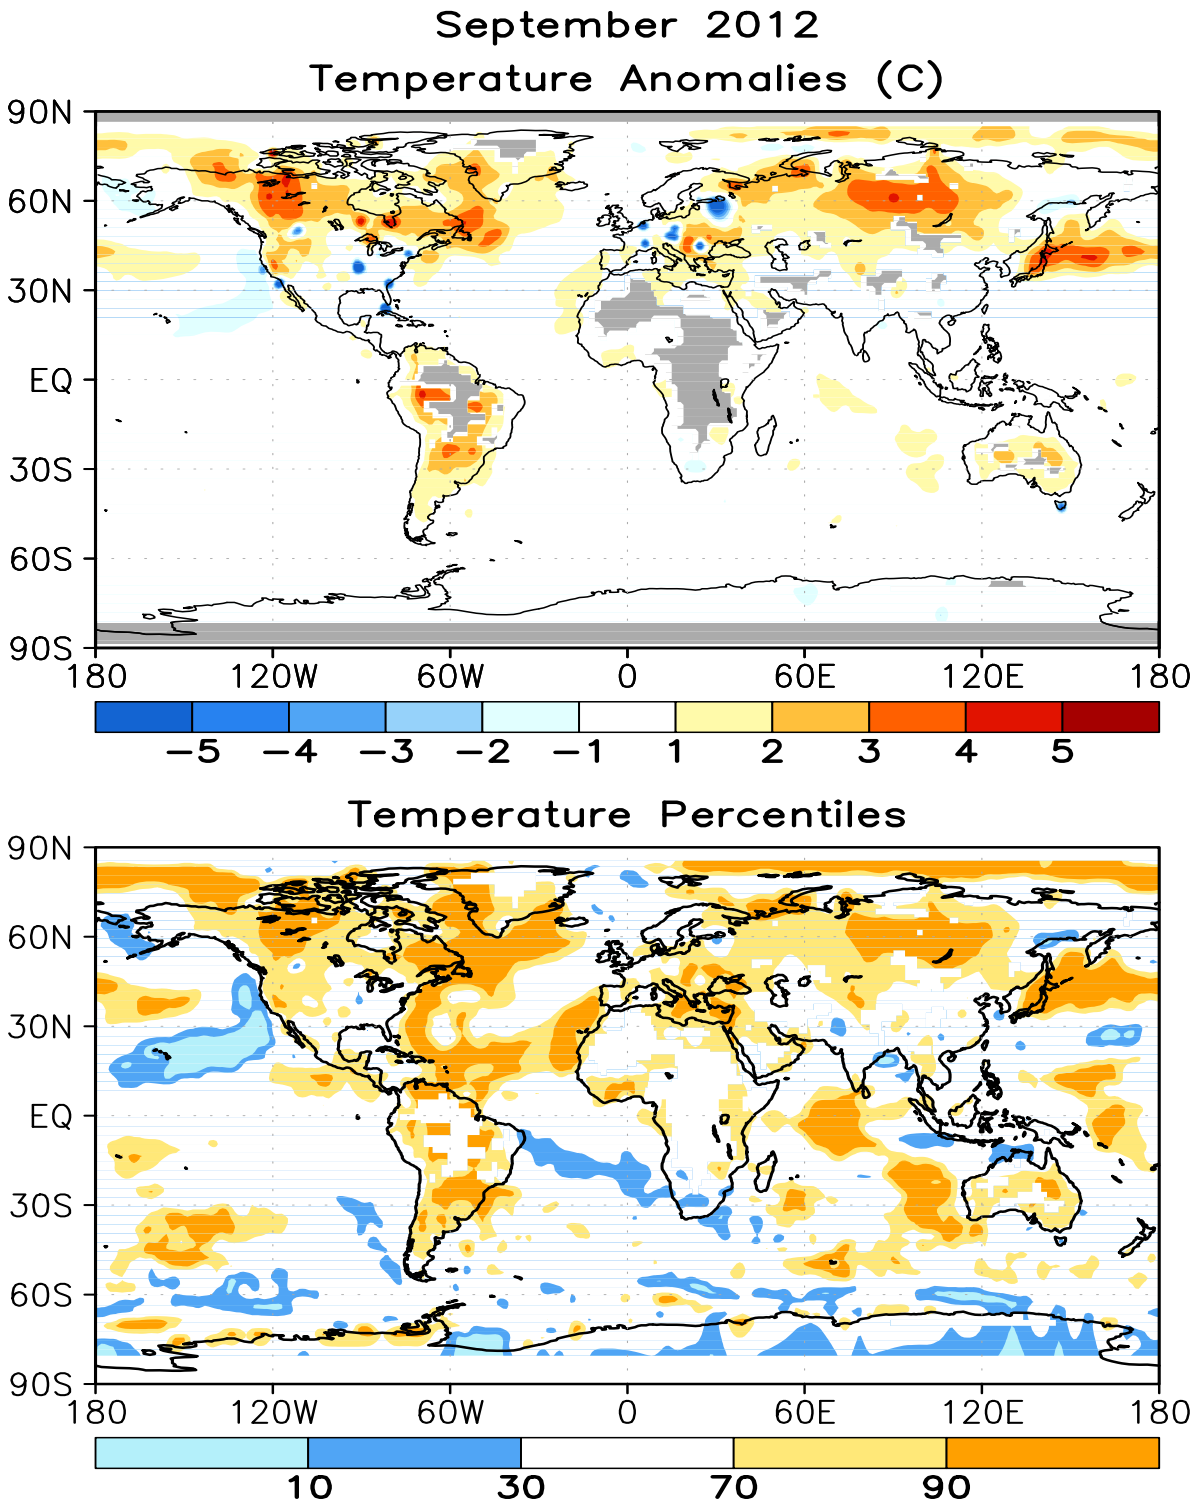 September 2012
Temperature Anomalies (C)
90N
60N
30N
EQ
30S
60S
90S
180 120W 60W 0 60E 120E 180
-5 -4 -3 -2 -1 1 2 3 4 5
Temperature Percentiles
90N
60N
30N
EQ
30S
60S
90S
180 120W 60W 0 60E 120E 180
10 30 70 90